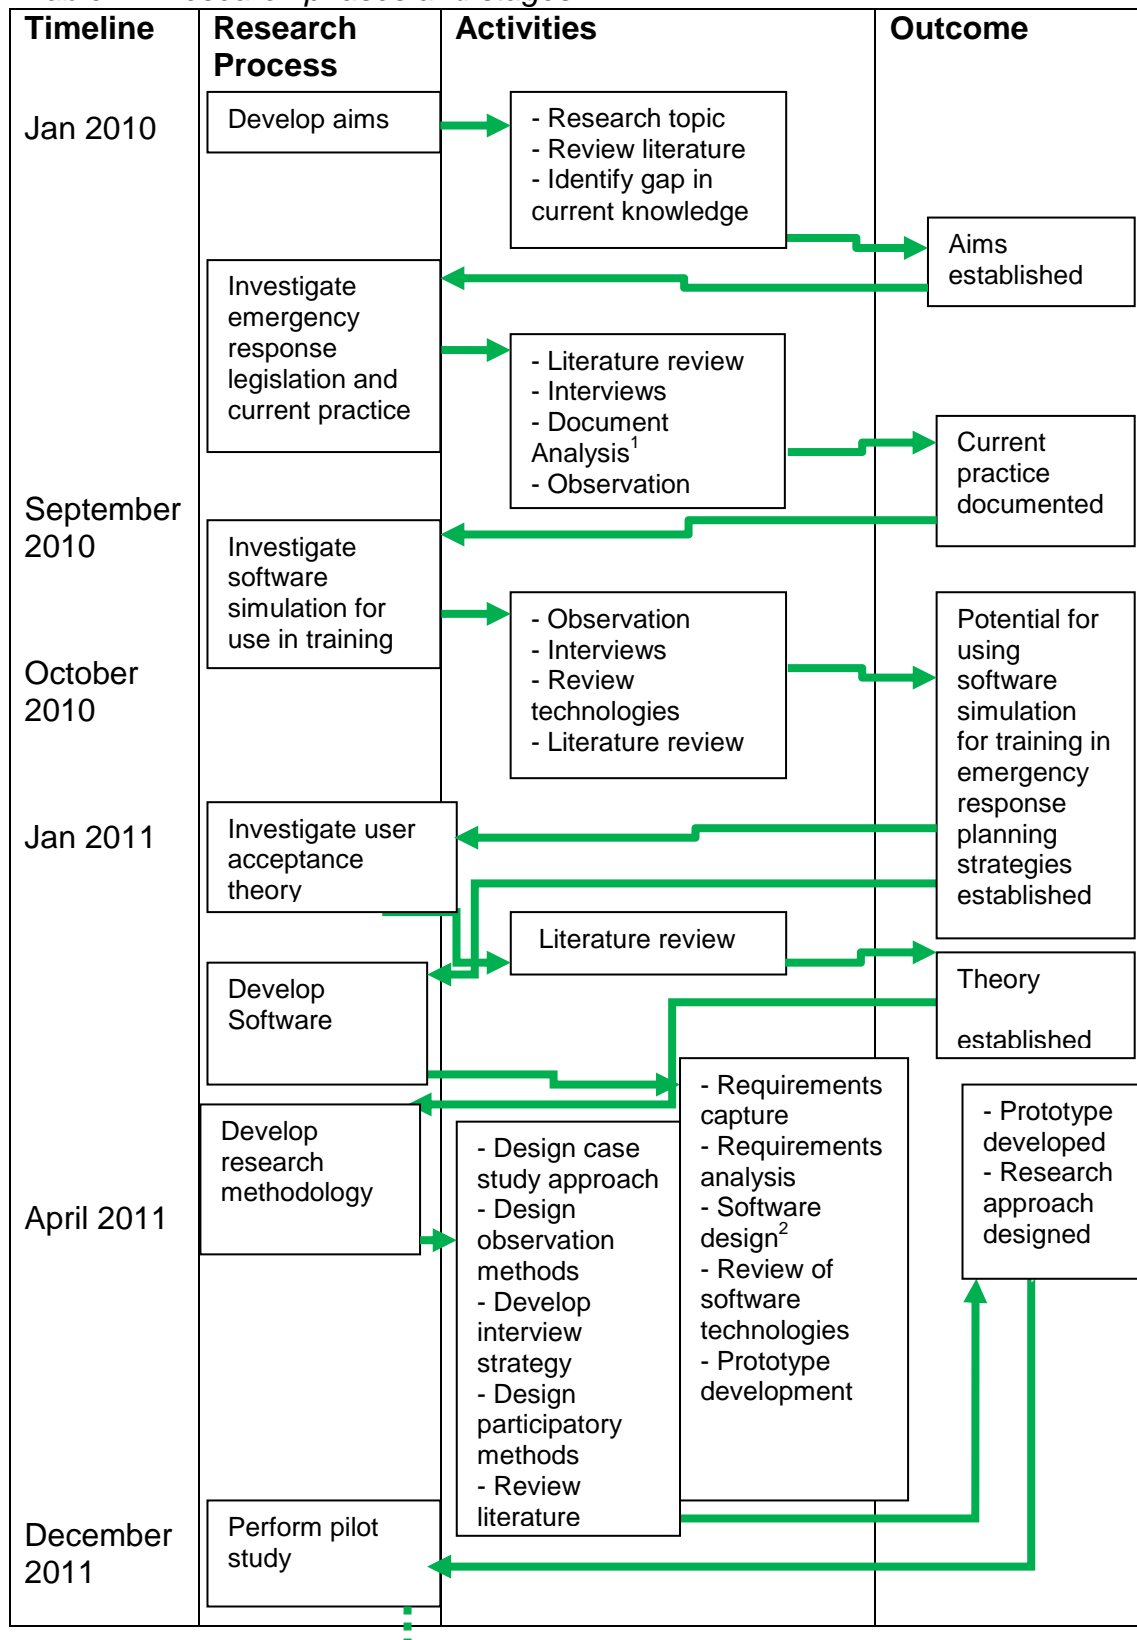 Timeline
Research
Process
Activities
Outcome
Jan 2010
Develop aims
- Research topic
- Review literature
- Identify gap in
current knowledge
Aims
established
Investigate
emergency
response
legislation and
current practice
- Literature review
- Interviews
- Document
Analysis¹
- Observation
Current
practice
documented
September
2010
Investigate
software
simulation for
use in training
- Observation
- Interviews
- Review
technologies
- Literature review
Potential for
using
software
simulation
for training in
emergency
response
planning
strategies
established
October
2010
Jan 2011
Investigate user
acceptance
theory
Literature review
Theory
established
Develop
Software
- Requirements
capture
- Requirements
analysis
- Software
design²
- Review of
software
technologies
- Prototype
development
- Prototype
developed
- Research
approach
designed
April 2011
Develop
research
methodology
- Design case
study approach
- Design
observation
methods
- Develop
interview
strategy
- Design
participatory
methods
- Review
literature
December
2011
Perform pilot
study